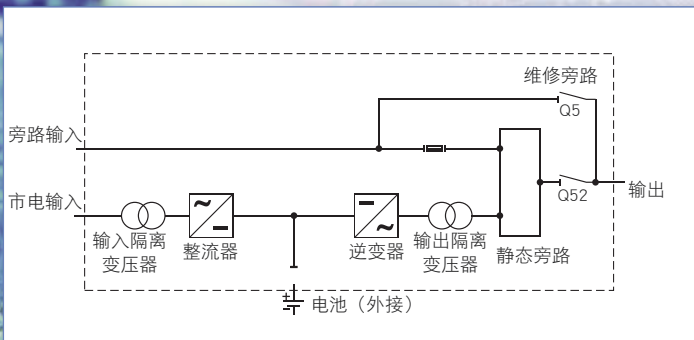 维修旁路
Q5
旁路输入
Q52
输出
市电输入
输入隔离
变压器
整流器
逆变器
输出隔离
变压器
静态旁路
电池（外接）